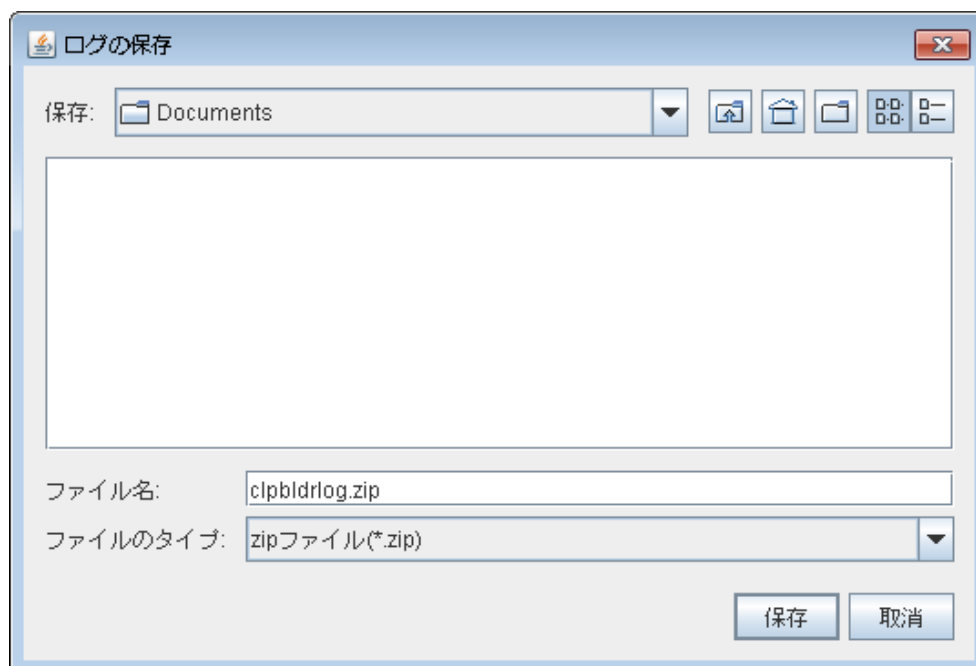 ログの保存
保存: Documents
ファイル名: clpbldrlog.zip
ファイルのタイプ: zipファイル(*.zip)
保存 取消